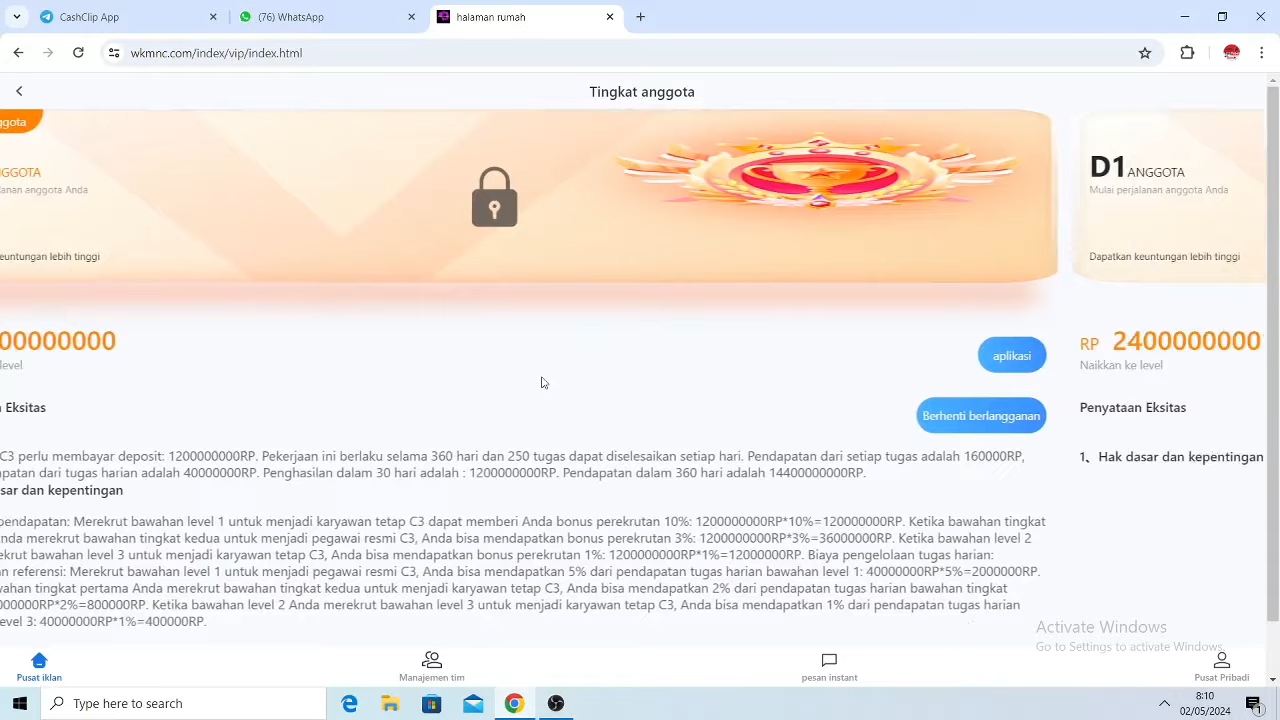 CashClip App
(76) WhatsApp
halaman rumah
wkmnc.com/index/vip/index.html
Tingkat anggota
ggota
NGGOTA
lanan anggota Anda
euntungan lebih tinggi
D1 ANGGOTA
Mulai perjalanan anggota Anda
Dapatkan keuntungan lebih tinggi
00000000
level
aplikasi
RP 2400000000
Naikkan ke level
Eksitas
Berhenti berlangganan
Penyataan Eksitas
C3 perlu membayar deposit: 1200000000RP. Pekerjaan ini berlaku selama 360 hari dan 250 tugas dapat diselesaikan setiap hari. Pendapatan dari setiap tugas adalah 160000RP,
apatan dari tugas harian adalah 40000000RP. Penghasilan dalam 30 hari adalah : 1200000000RP. Pendapatan dalam 360 hari adalah 14400000000RP.
1、Hak dasar dan kepentingan
sar dan kepentingan
pendapatan: Merekrut bawahan level 1 untuk menjadi karyawan tetap C3 dapat memberi Anda bonus perekrutan 10%: 1200000000RP*10%=120000000RP. Ketika bawahan tingkat
nda merekrut bawahan tingkat kedua untuk menjadi pegawai resmi C3, Anda bisa mendapatkan bonus perekrutan 3%: 1200000000RP*3%=36000000RP. Ketika bawahan level 2
ekrut bawahan level 3 untuk menjadi karyawan tetap C3, Anda bisa mendapatkan bonus perekrutan 1%: 1200000000RP*1%=12000000RP. Biaya pengelolaan tugas harian:
n referensi: Merekrut bawahan level 1 untuk menjadi pegawai resmi C3, Anda bisa mendapatkan 5% dari pendapatan tugas harian bawahan level 1: 40000000RP*5%=2000000RP.
wahan tingkat pertama Anda merekrut bawahan tingkat kedua untuk menjadi karyawan tetap C3, Anda bisa mendapatkan 2% dari pendapatan tugas harian bawahan tingkat
00000RP*2%=800000RP. Ketika bawahan level 2 Anda merekrut bawahan level 3 untuk menjadi karyawan tetap C3, Anda bisa mendapatkan 1% dari pendapatan tugas harian
evel 3: 40000000RP*1%=400000RP.
Activate Windows
Go to Settings to activate Windows.
Pusat iklan
Manajemen tim
pesan instant
Pusat Pribadi
Type here to search
8:10
02/05/2024